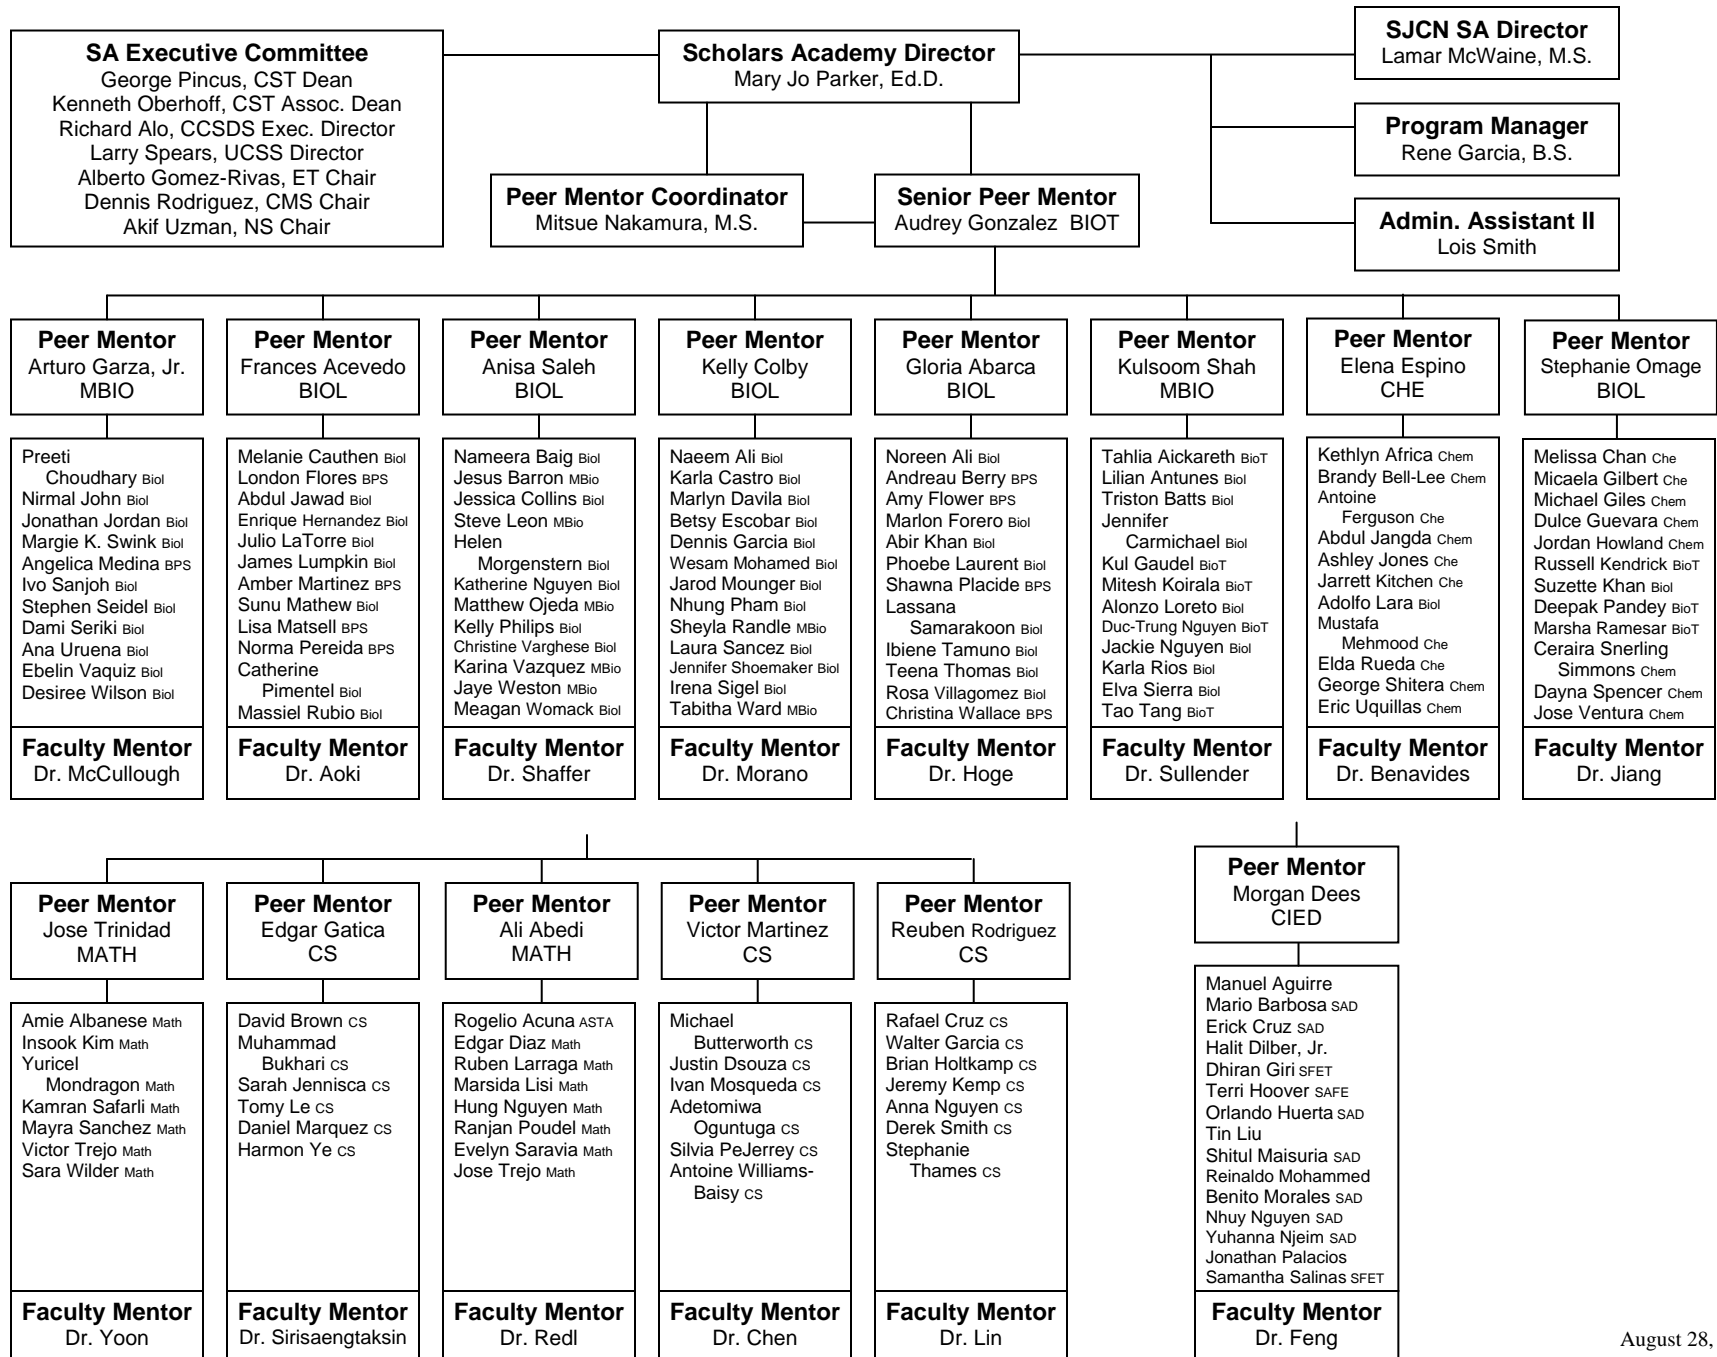 SA Executive Committee
George Pincus, CST Dean
Kenneth Oberhoff, CST Assoc. Dean
Richard Alo, CCSDS Exec. Director
Larry Spears, UCSS Director
Alberto Gomez-Rivas, ET Chair
Dennis Rodriguez, CMS Chair
Akif Uzman, NS Chair
Scholars Academy Director
Mary Jo Parker, Ed.D.
SJCN SA Director
Lamar McWaine, M.S.
Program Manager
Rene Garcia, B.S.
Admin. Assistant II
Lois Smith
Peer Mentor Coordinator
Mitsue Nakamura, M.S.
Senior Peer Mentor
Audrey Gonzalez BIOT
Peer Mentor
Arturo Garza, Jr.
MBIO
Preeti
Choudhary Biol
Nirmal John Biol
Jonathan Jordan Biol
Margie K. Swink Biol
Angelica Medina BPS
Ivo Sanjoh Biol
Stephen Seidel Biol
Dami Seriki Biol
Ana Uruena Biol
Ebelin Vaquiz Biol
Desiree Wilson Biol
Faculty Mentor
Dr. McCullough
Peer Mentor
Frances Acevedo
BIOL
Melanie Cauthen Biol
London Flores BPS
Abdul Jawad Biol
Enrique Hernandez Biol
Julio LaTorre Biol
James Lumpkin Biol
Amber Martinez BPS
Sunu Mathew Biol
Lisa Matsell BPS
Norma Pereida BPS
Catherine
Pimentel Biol
Massiel Rubio Biol
Faculty Mentor
Dr. Aoki
Peer Mentor
Anisa Saleh
BIOL
Nameera Baig Biol
Jesus Barron MBio
Jessica Collins Biol
Steve Leon MBio
Helen
Morgenstern Biol
Katherine Nguyen Biol
Matthew Ojeda MBio
Kelly Philips Biol
Christine Varghese Biol
Karina Vazquez MBio
Jaye Weston MBio
Meagan Womack Biol
Faculty Mentor
Dr. Shaffer
Peer Mentor
Kelly Colby
BIOL
Naeem Ali Biol
Karla Castro Biol
Marlyn Davila Biol
Betsy Escobar Biol
Dennis Garcia Biol
Wesam Mohamed Biol
Jarod Mounger Biol
Nhung Pham Biol
Sheyla Randle MBio
Laura Sancez Biol
Jennifer Shoemaker Biol
Irena Sigel Biol
Tabitha Ward MBio
Faculty Mentor
Dr. Morano
Peer Mentor
Gloria Abarca
BIOL
Noreen Ali Biol
Andreau Berry BPS
Amy Flower BPS
Marlon Forero Biol
Abir Khan Biol
Phoebe Laurent Biol
Shawna Placide BPS
Lassana
Samarakoon Biol
Ibiene Tamuno Biol
Teena Thomas Biol
Rosa Villagomez Biol
Christina Wallace BPS
Faculty Mentor
Dr. Hoge
Peer Mentor
Kulsoom Shah
MBIO
Tahlia Aickareth BioT
Lilian Antunes Biol
Triston Batts Biol
Jennifer
Carmichael Biol
Kul Gaudel BioT
Mitesh Koirala BioT
Alonzo Loreto Biol
Duc-Trung Nguyen BioT
Jackie Nguyen Biol
Karla Rios Biol
Elva Sierra Biol
Tao Tang BioT
Faculty Mentor
Dr. Sullender
Peer Mentor
Elena Espino
CHE
Kethlyn Africa Chem
Brandy Bell-Lee Chem
Antoine
Ferguson Che
Abdul Jangda Chem
Ashley Jones Che
Jarrett Kitchen Che
Adolfo Lara Biol
Mustafa
Mehmood Che
Elda Rueda Che
George Shitera Chem
Eric Uquillas Chem
Faculty Mentor
Dr. Benavides
Peer Mentor
Stephanie Omage
BIOL
Melissa Chan Che
Micaela Gilbert Che
Michael Giles Chem
Dulce Guevara Chem
Jordan Howland Chem
Russell Kendrick BioT
Suzette Khan Biol
Deepak Pandey BioT
Marsha Ramesar BioT
Ceraira Snerling
Simmons Chem
Dayna Spencer Chem
Jose Ventura Chem
Faculty Mentor
Dr. Jiang
Peer Mentor
Jose Trinidad
MATH
Amie Albanese Math
Insook Kim Math
Yuricel
Mondragon Math
Kamran Safarli Math
Mayra Sanchez Math
Victor Trejo Math
Sara Wilder Math
Faculty Mentor
Dr. Yoon
Peer Mentor
Edgar Gatica
CS
David Brown CS
Muhammad
Bukhari CS
Sarah Jennisca CS
Tomy Le CS
Daniel Marquez CS
Harmon Ye CS
Faculty Mentor
Dr. Sirisaengtaksin
Peer Mentor
Ali Abedi
MATH
Rogelio Acuna ASTA
Edgar Diaz Math
Ruben Larraga Math
Marsida Lisi Math
Hung Nguyen Math
Ranjan Poudel Math
Evelyn Saravia Math
Jose Trejo Math
Faculty Mentor
Dr. Redl
Peer Mentor
Victor Martinez
CS
Michael
Butterworth CS
Justin Dsouza CS
Ivan Mosqueda CS
Adetomiwa
Oguntuga CS
Silvia PeJerrey CS
Antoine Williams-
Baisy CS
Faculty Mentor
Dr. Chen
Peer Mentor
Reuben Rodriguez
CS
Rafael Cruz CS
Walter Garcia CS
Brian Holtkamp CS
Jeremy Kemp CS
Anna Nguyen CS
Derek Smith CS
Stephanie
Thames CS
Faculty Mentor
Dr. Lin
Peer Mentor
Morgan Dees
CIED
Manuel Aguirre
Mario Barbosa SAD
Erick Cruz SAD
Halit Dilber, Jr.
Dhiran Giri SFET
Terri Hoover SAFE
Orlando Huerta SAD
Tin Liu
Shitul Maisuria SAD
Reinaldo Mohammed
Benito Morales SAD
Nhuy Nguyen SAD
Yuhanna Njeim SAD
Jonathan Palacios
Samantha Salinas SFET
Faculty Mentor
Dr. Feng
August 28,